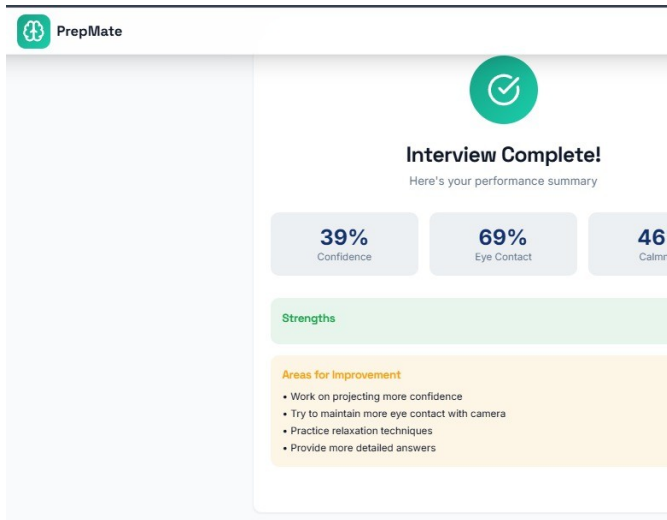 PrepMate
Interview Complete!
Here's your performance summary
39%
Confidence
69%
Eye Contact
46
Strengths
Areas for Improvement
• Work on projecting more confidence
• Try to maintain more eye contact with camera
• Practice relaxation techniques
• Provide more detailed answers